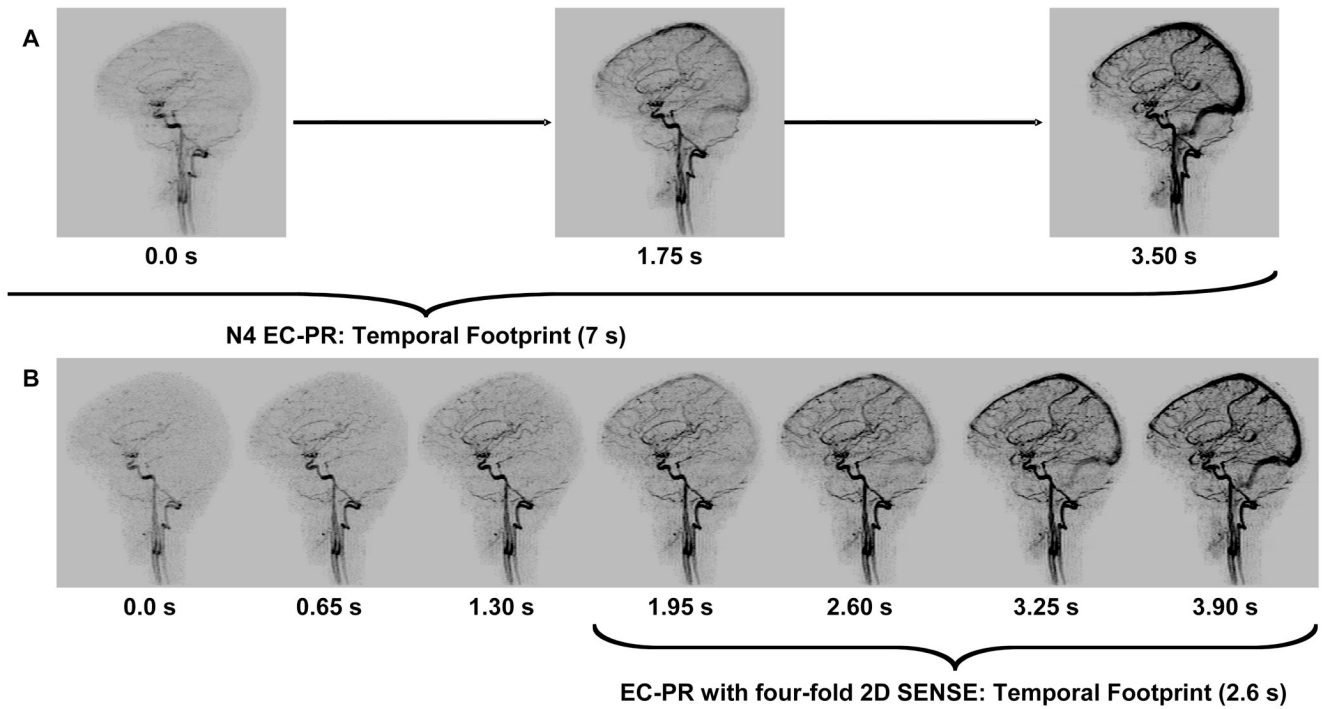 A
0.0 s 1.75 s 3.50 s
N4 EC-PR: Temporal Footprint (7 s)
B
0.0 s 0.65 s 1.30 s 1.95 s 2.60 s 3.25 s 3.90 s
EC-PR with four-fold 2D SENSE: Temporal Footprint (2.6 s)